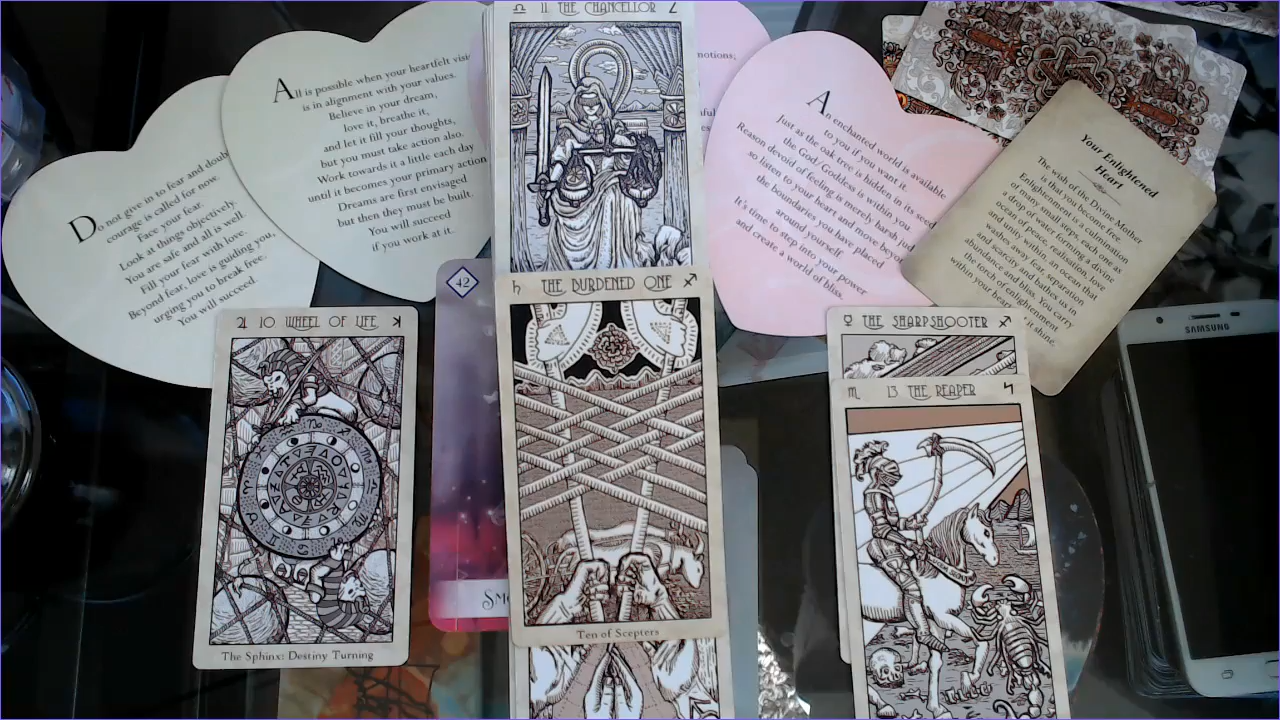 Do not give in to fear and doubt
courage is called for now.
Face your fear.
Look at things objectively.
You are safe and all is well.
Fill your fear with love.
Beyond fear, love is guiding you,
urging you to break free.
You will succeed
All is possible when your heartfelt
is in alignment with your values.
Believe in your dream,
love it, breathe it,
and let it fill your thoughts,
but you must take action also.
Work towards it a little each day
until it becomes your primary action
Dreams are first envisaged
but then they must be built.
You will succeed
if you work at it.
♎ 11 THE CHANCELLOR
An enchanted world is available
to you if you want it.
Just as the oak tree is hidden in its seed
the God/Goddess is within you
so listen to your heart and move beyond
Reason devoid of feeling is merely harsh
the boundaries you have placed
around yourself
It's time to step into your power
and create a world of bliss.
Your Enlightened
Heart
The wish of the Divine Mother
is that you become free.
Enlightenment is a culmination
of many small steps each one as
a drop of water forming a divine
ocean of peace, realisation, love
and unity within, an ocean that
washes away fear, separation
and scarcity and bathes us in
abundance and bliss. You carry
the torch of enlighten
within your heart
it shine.
SAMSUNG
42
♃ 10 WHEEL OF LIFE
The Sphinx: Destiny Turning
♄ THE BURDENED ONE ♐
Ten of Scepters
♀ THE SHARPSHOOTER ♐
♏ 13 THE REAPER